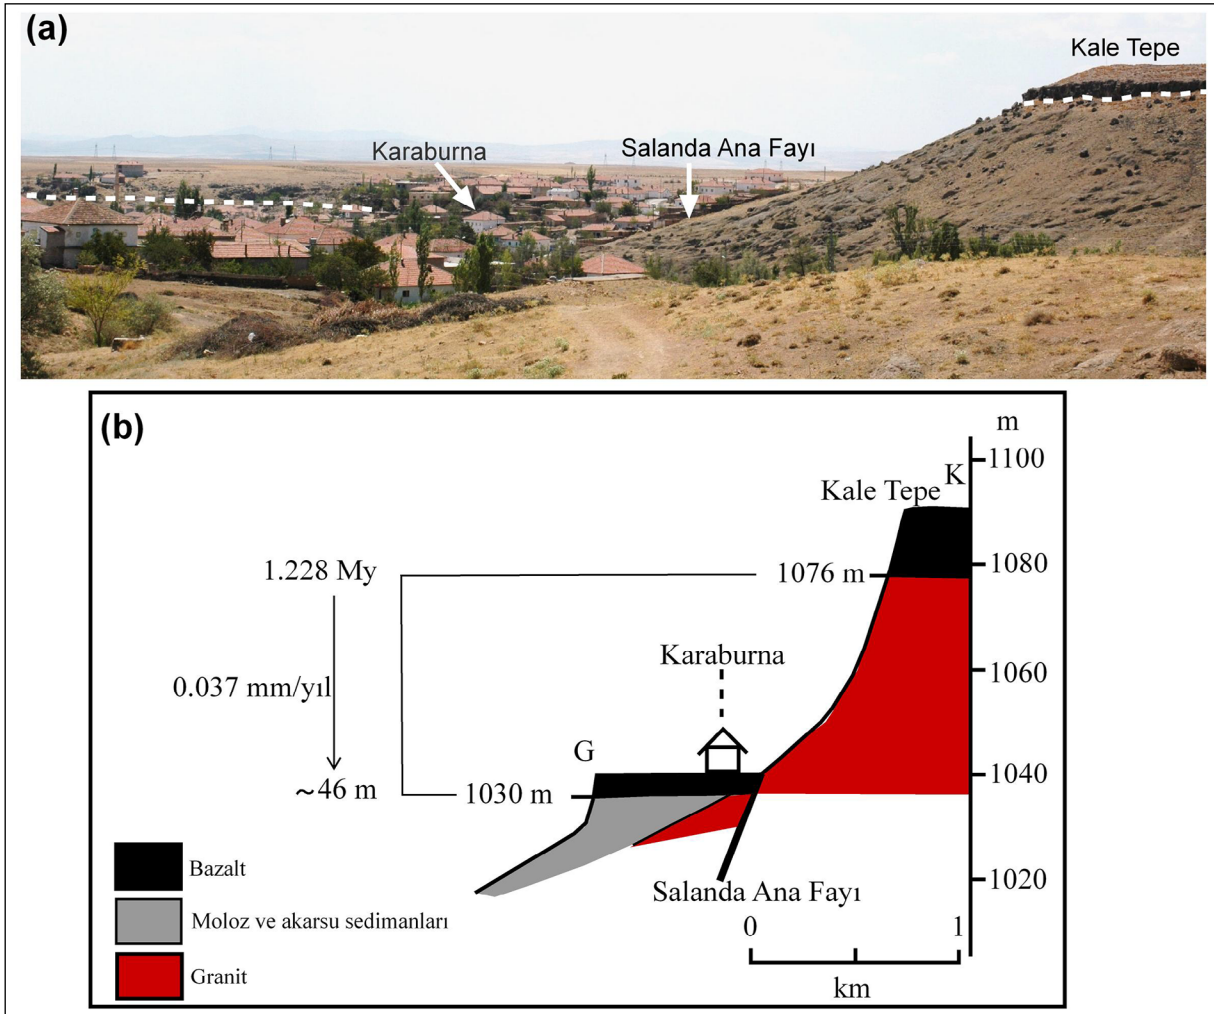 (a)
Kale Tepe
Karaburna
Salanda Ana Fayı
(b)
m
1100
K
Kale Tepe
1.228 My
1076 m
1080
Karaburna
1060
0.037 mm/yıl
G
~46 m
1030 m
1040
Bazalt
Salanda Ana Fayı
1020
Moloz ve akarsu sedimanları
0
1
Granit
km